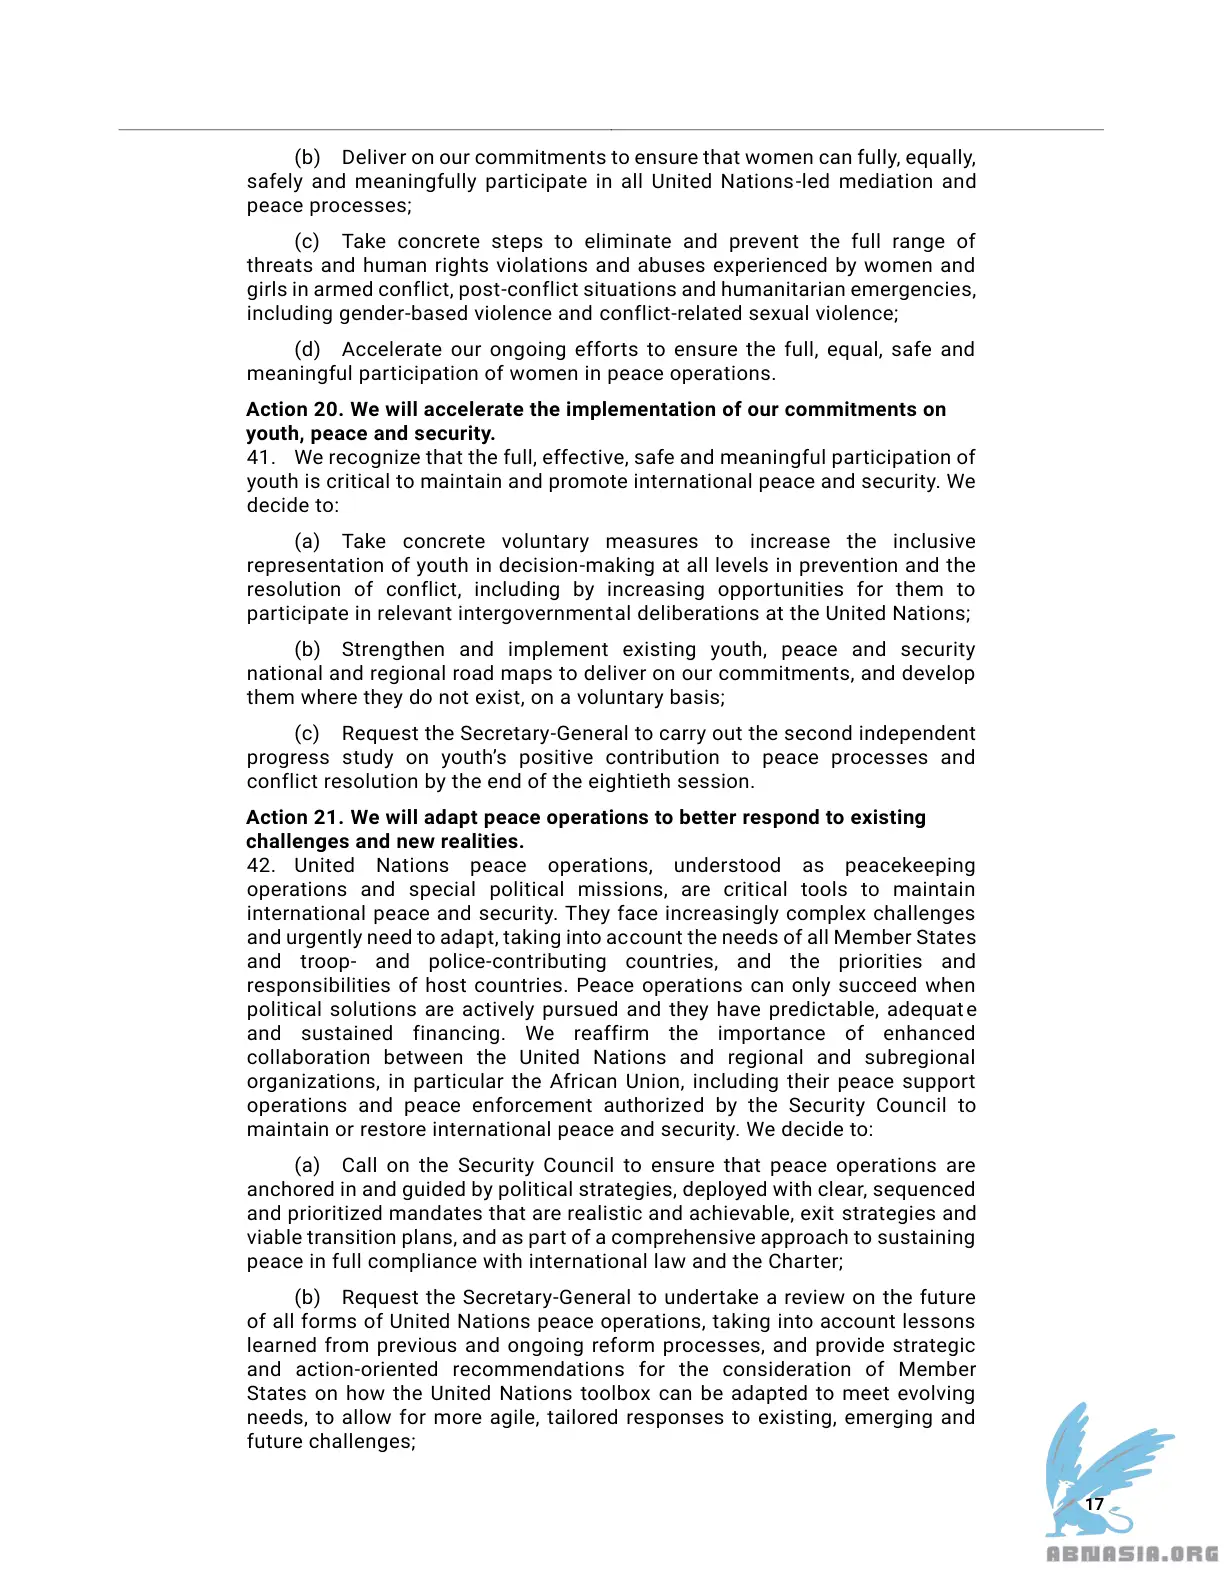 (b) Deliver on our commitments to ensure that women can fully, equally,
safely and meaningfully participate in all United Nations-led mediation and
peace processes;
(c) Take concrete steps to eliminate and prevent the full range of
threats and human rights violations and abuses experienced by women and
girls in armed conflict, post-conflict situations and humanitarian emergencies,
including gender-based violence and conflict-related sexual violence;
(d) Accelerate our ongoing efforts to ensure the full, equal, safe and
meaningful participation of women in peace operations.
Action 20. We will accelerate the implementation of our commitments on
youth, peace and security.
41. We recognize that the full, effective, safe and meaningful participation of
youth is critical to maintain and promote international peace and security. We
decide to:
(a) Take concrete voluntary measures to increase the inclusive
representation of youth in decision-making at all levels in prevention and the
resolution of conflict, including by increasing opportunities for them to
participate in relevant intergovernmental deliberations at the United Nations;
(b) Strengthen and implement existing youth, peace and security
national and regional road maps to deliver on our commitments, and develop
them where they do not exist, on a voluntary basis;
(c) Request the Secretary-General to carry out the second independent
progress study on youth’s positive contribution to peace processes and
conflict resolution by the end of the eightieth session.
Action 21. We will adapt peace operations to better respond to existing
challenges and new realities.
42. United Nations peace operations, understood as peacekeeping
operations and special political missions, are critical tools to maintain
international peace and security. They face increasingly complex challenges
and urgently need to adapt, taking into account the needs of all Member States
and troop- and police-contributing countries, and the priorities and
responsibilities of host countries. Peace operations can only succeed when
political solutions are actively pursued and they have predictable, adequate
and sustained financing. We reaffirm the importance of enhanced
collaboration between the United Nations and regional and subregional
organizations, in particular the African Union, including their peace support
operations and peace enforcement authorized by the Security Council to
maintain or restore international peace and security. We decide to:
(a) Call on the Security Council to ensure that peace operations are
anchored in and guided by political strategies, deployed with clear, sequenced
and prioritized mandates that are realistic and achievable, exit strategies and
viable transition plans, and as part of a comprehensive approach to sustaining
peace in full compliance with international law and the Charter;
(b) Request the Secretary-General to undertake a review on the future
of all forms of United Nations peace operations, taking into account lessons
learned from previous and ongoing reform processes, and provide strategic
and action-oriented recommendations for the consideration of Member
States on how the United Nations toolbox can be adapted to meet evolving
needs, to allow for more agile, tailored responses to existing, emerging and
future challenges;
17
ABNASIA.ORG